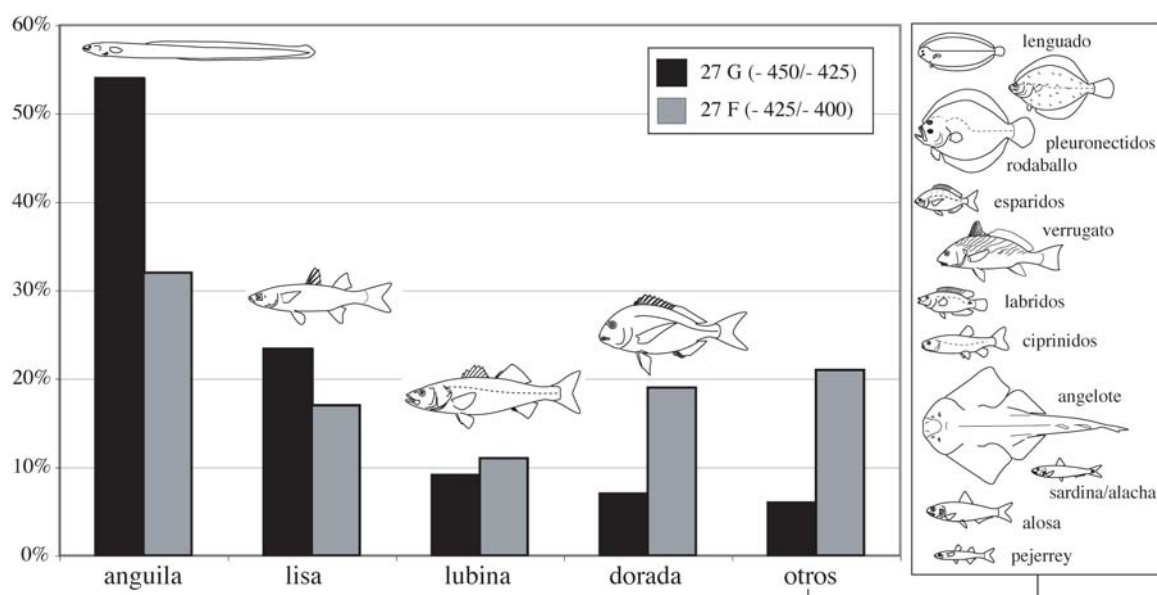 60%
50%
40%
30%
20%
10%
0%
27 G (- 450/- 425)
27 F (- 425/- 400)
anguila
lisa
lubina
dorada
otros
lenguado
pleuronectidos
rodaballo
esparidos
verrugato
labridos
ciprinidos
angelote
sardina/alacha
alosa
pejerrey